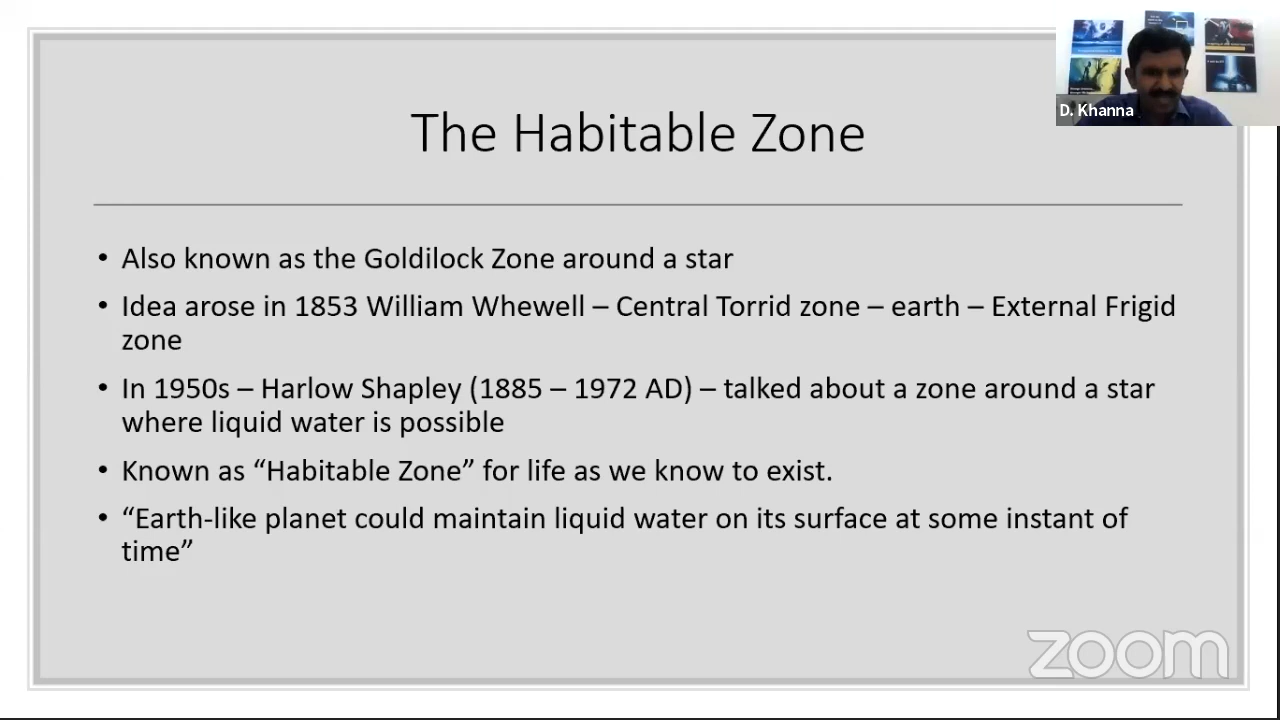 D. Khanna
The Habitable Zone
• Also known as the Goldilock Zone around a star
• Idea arose in 1853 William Whewell – Central Torrid zone – earth – External Frigid
zone
• In 1950s – Harlow Shapley (1885 – 1972 AD) – talked about a zone around a star
where liquid water is possible
• Known as “Habitable Zone” for life as we know to exist.
• “Earth-like planet could maintain liquid water on its surface at some instant of
time”
zoom